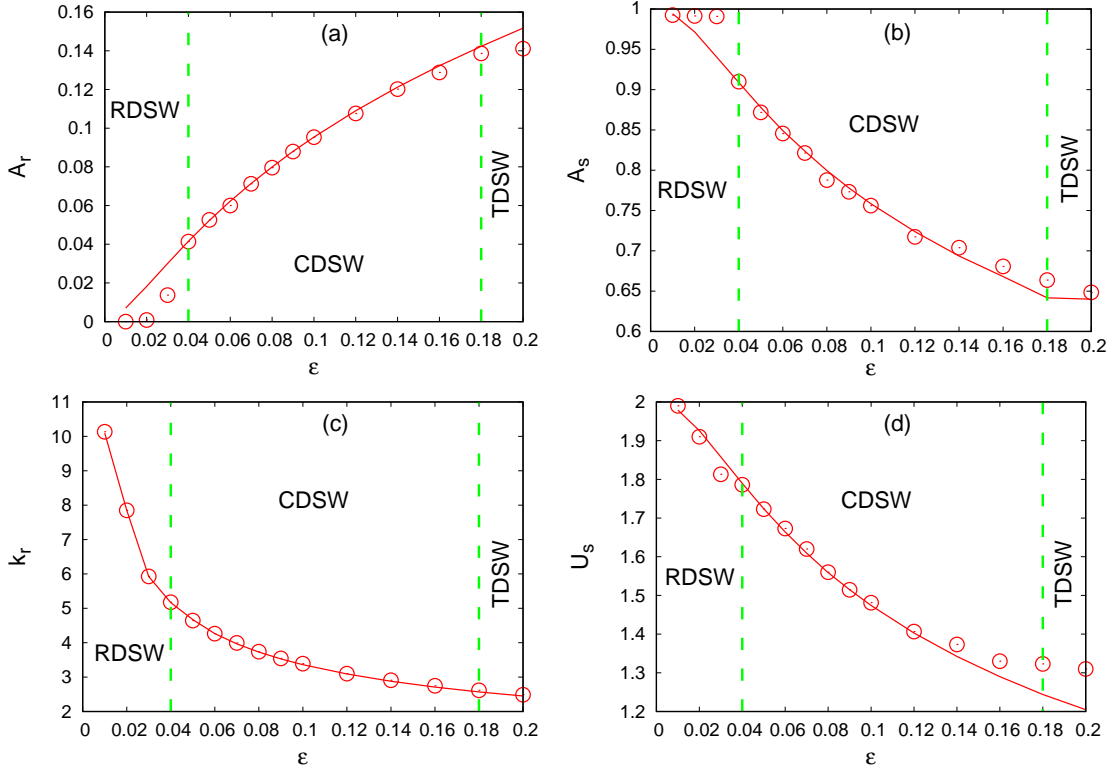 (a)
0.16
0.14
0.12
0.1
0.08
0.06
0.04
0.02
0
A_r
RDSW
CDSW
TDSW
0 0.02 0.04 0.06 0.08 0.1 0.12 0.14 0.16 0.18 0.2
ε
(b)
1
0.95
0.9
0.85
0.8
0.75
0.7
0.65
0.6
A_s
CDSW
RDSW
TDSW
0 0.02 0.04 0.06 0.08 0.1 0.12 0.14 0.16 0.18 0.2
ε
(c)
11
10
9
8
7
6
5
4
3
2
k_r
CDSW
RDSW
TDSW
0 0.02 0.04 0.06 0.08 0.1 0.12 0.14 0.16 0.18 0.2
ε
(d)
2
1.9
1.8
1.7
1.6
1.5
1.4
1.3
1.2
U_s
CDSW
RDSW
TDSW
0 0.02 0.04 0.06 0.08 0.1 0.12 0.14 0.16 0.18 0.2
ε